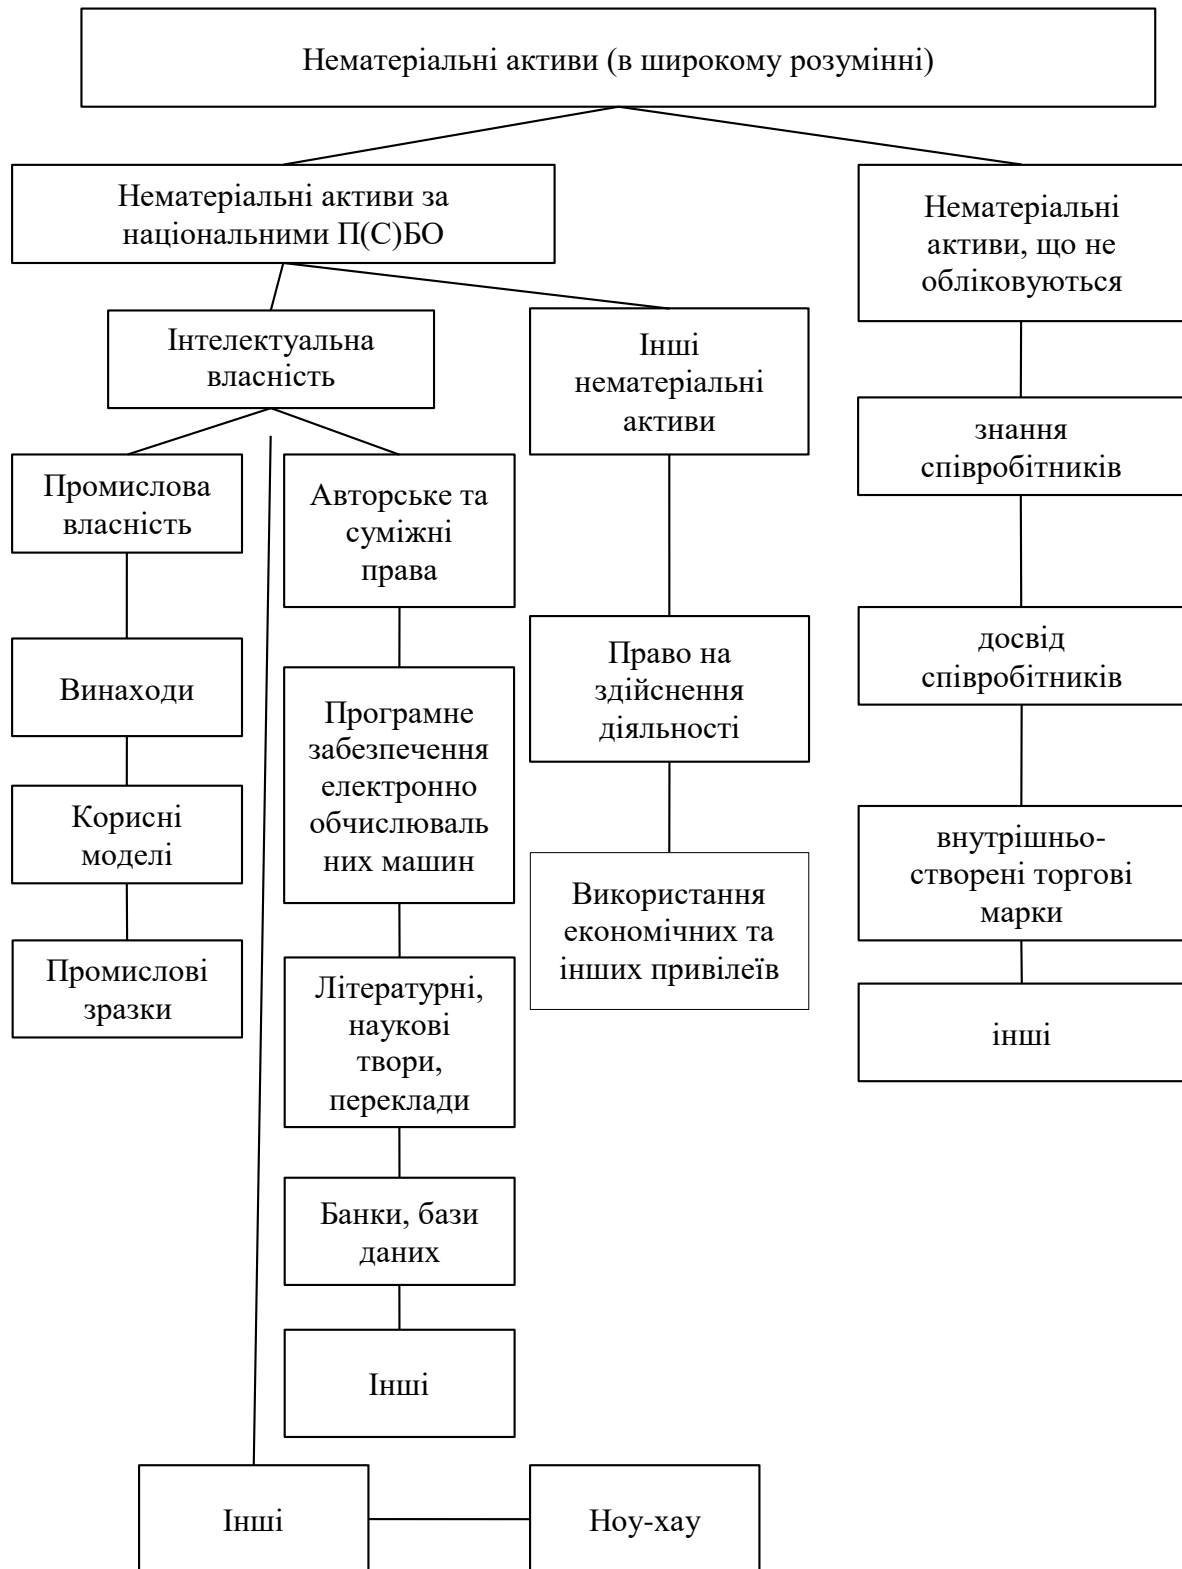 Нематеріальні активи (в широкому розумінні)
Нематеріальні активи за
національними П(С)БО
Нематеріальні
активи, що не
обліковуються
Інтелектуальна
власність
Інші
нематеріальні
активи
знання
співробітників
Промислова
власність
Авторське та
суміжні
права
Винаходи
Право на
здійснення
діяльності
досвід
співробітників
Програмне
забезпечення
електронно
обчислюваль
них машин
Корисні
моделі
внутрішньо-
створені торгові
марки
Використання
економічних та
інших привілеїв
Промислові
зразки
Літературні,
наукові
твори,
переклади
інші
Банки, бази
даних
Інші
Інші
Ноу-хау